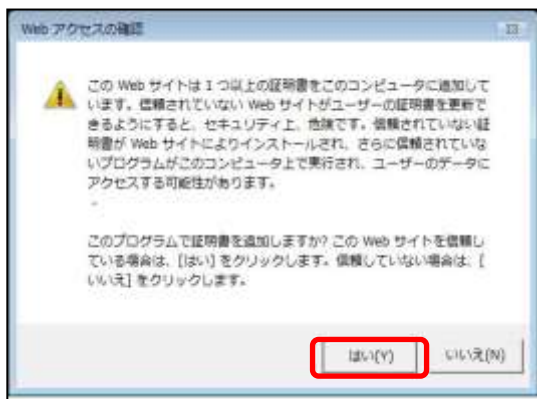 Web アクセスの確認
この Web サイトは 1 つ以上の証明書をこのコンピュータに追加して
います。信頼されていない Web サイトがユーザーの証明書を更新で
きるようにすると、セキュリティ上、危険です。信頼されていない証
明書が Web サイトによりインストールされ、さらに信頼されていな
いプログラムがこのコンピュータ上で実行され、ユーザーのデータに
アクセスする可能性があります。
。
このプログラムで証明書を追加しますか? この Web サイトを信頼し
ている場合は、[はい] をクリックします。信頼していない場合は、[
いいえ] をクリックします。
はい(Y)
いいえ(N)